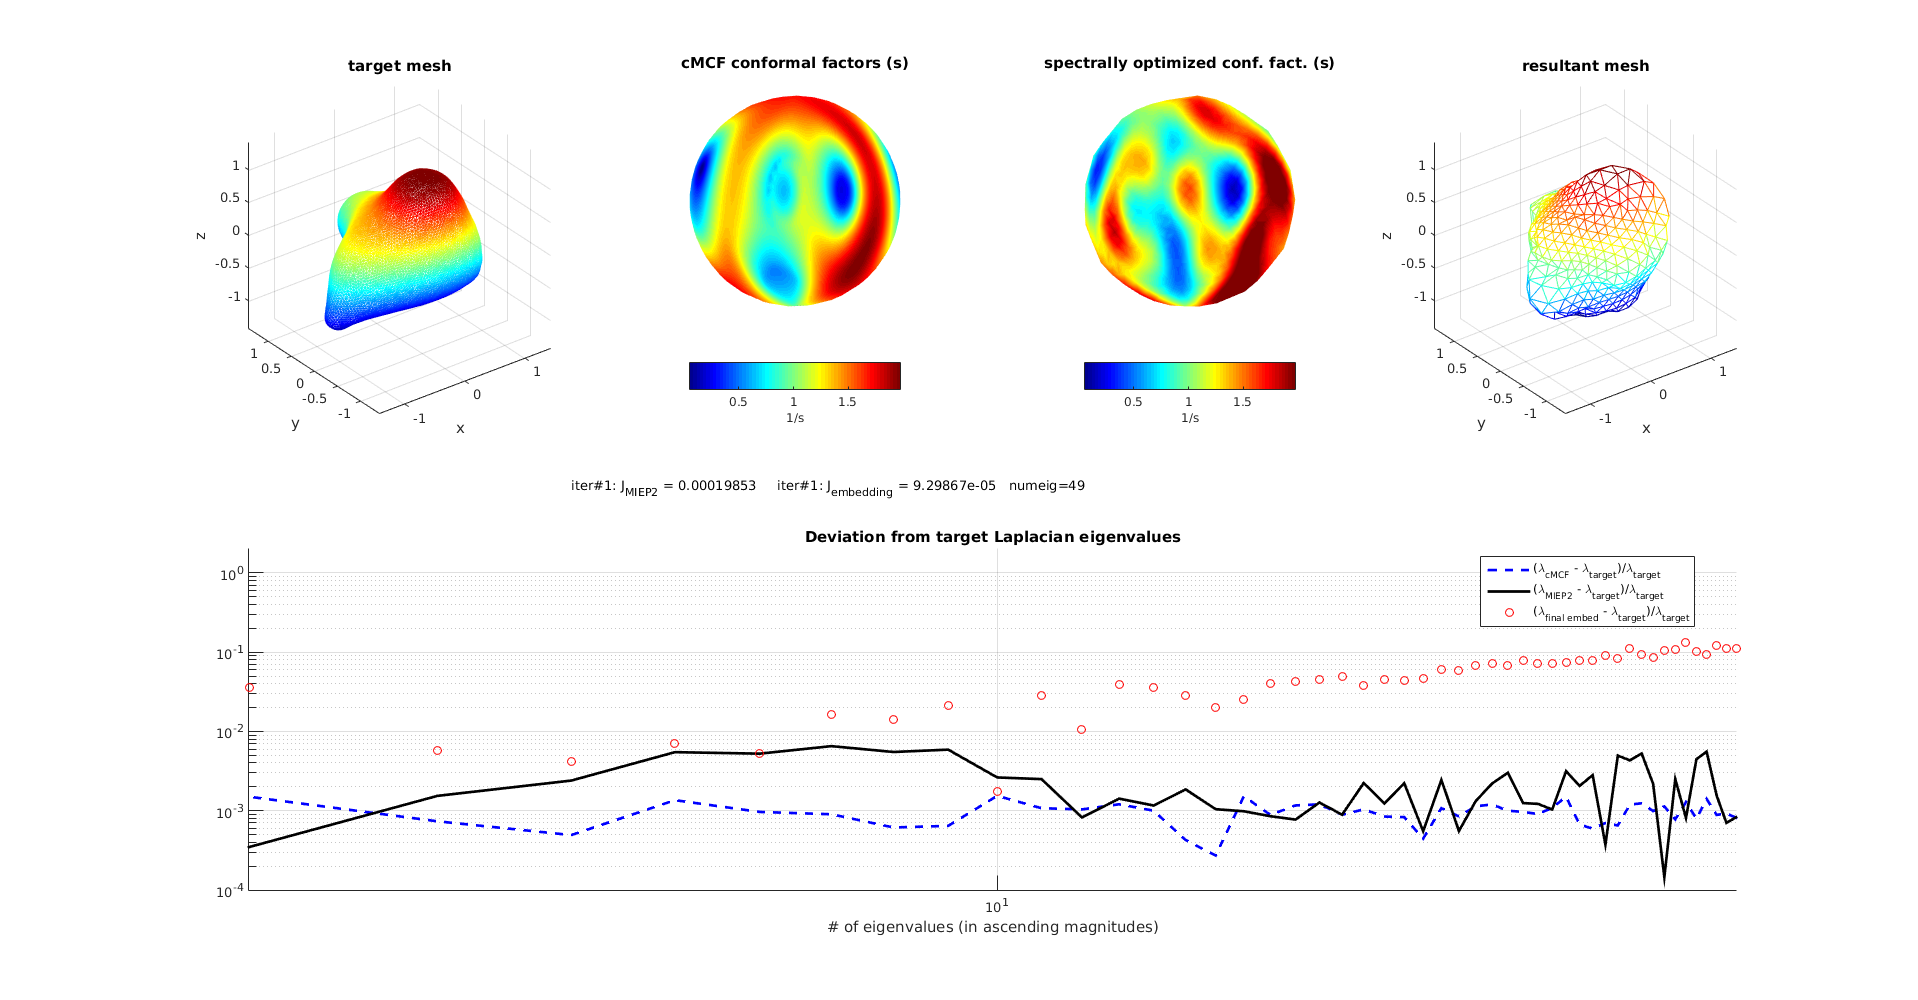 target mesh
cMCF conformal factors (s)
spectrally optimized conf. fact. (s)
resultant mesh
1
0.5
0
-0.5
-1
z
1
0.5
0
-0.5
-1
y
-1
0
1
x
0.5 1 1.5
1/s
0.5 1 1.5
1/s
1
0.5
0
-0.5
-1
z
1
0.5
0
-0.5
-1
y
-1
0
1
x
iter#1: J_MIEP2 = 0.00019853 iter#1: J_embedding = 9.29867e-05 numeig=49
Deviation from target Laplacian eigenvalues
10^0
10^-1
10^-2
10^-3
10^-4
10^1
# of eigenvalues (in ascending magnitudes)
(λ_cMCF - λ_target)/λ_target
(λ_MIEP2 - λ_target)/λ_target
(λ_final embed - λ_target)/λ_target